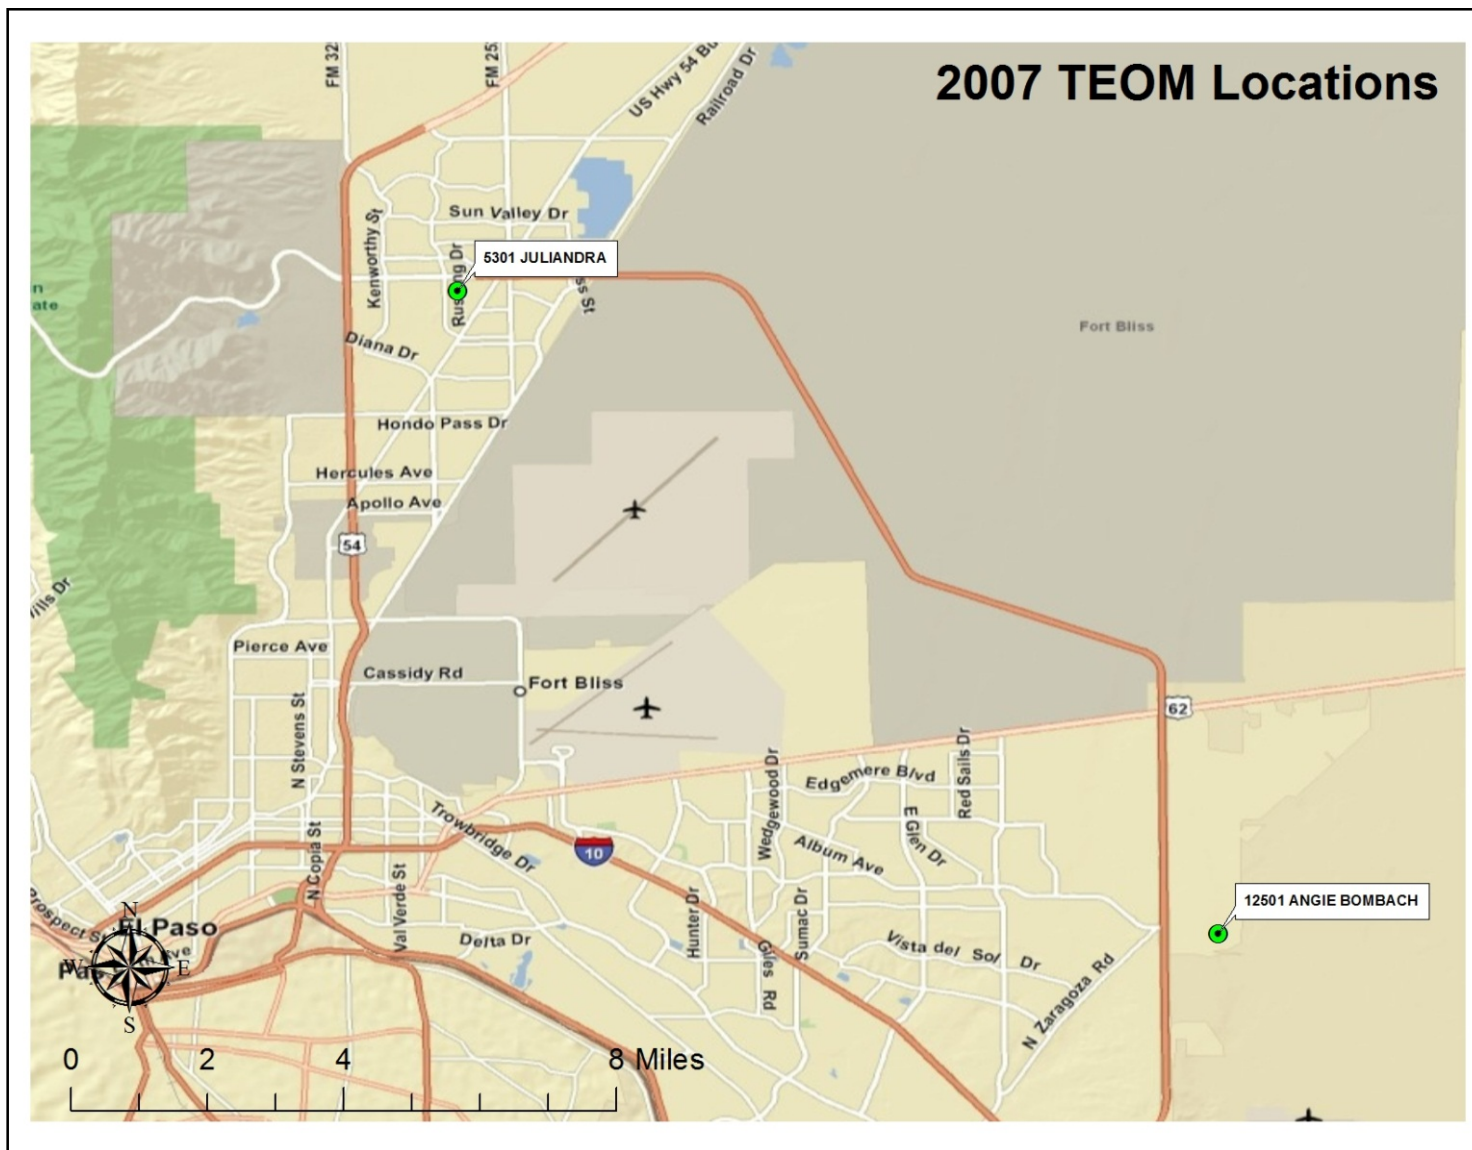 2007 TEOM Locations
FM 32
FM 25
US Hwy 54 Bu
Railroad Dr
Sun Valley Dr
Kenworthy St
5301 JULIANDRA
ss St
Diana Dr
Fort Bliss
Hondo Pass Dr
Hercules Ave
Apollo Ave
54
Pierce Ave
Cassidy Rd
Fort Bliss
62
N Stevens St
Wedgewood Dr
Edgemere Blvd
Red Sails Dr
E Glen Dr
Trowbridge Dr
10
Album Ave
N Copia St
Val Verde St
Hunter Dr
Sumac Dr
12501 ANGIE BOMBACH
Prospect St
El Paso
Delta Dr
Giles Rd
Vista del Sol Dr
N Zaragoza Rd
N
W
E
S
0 2 4 8 Miles